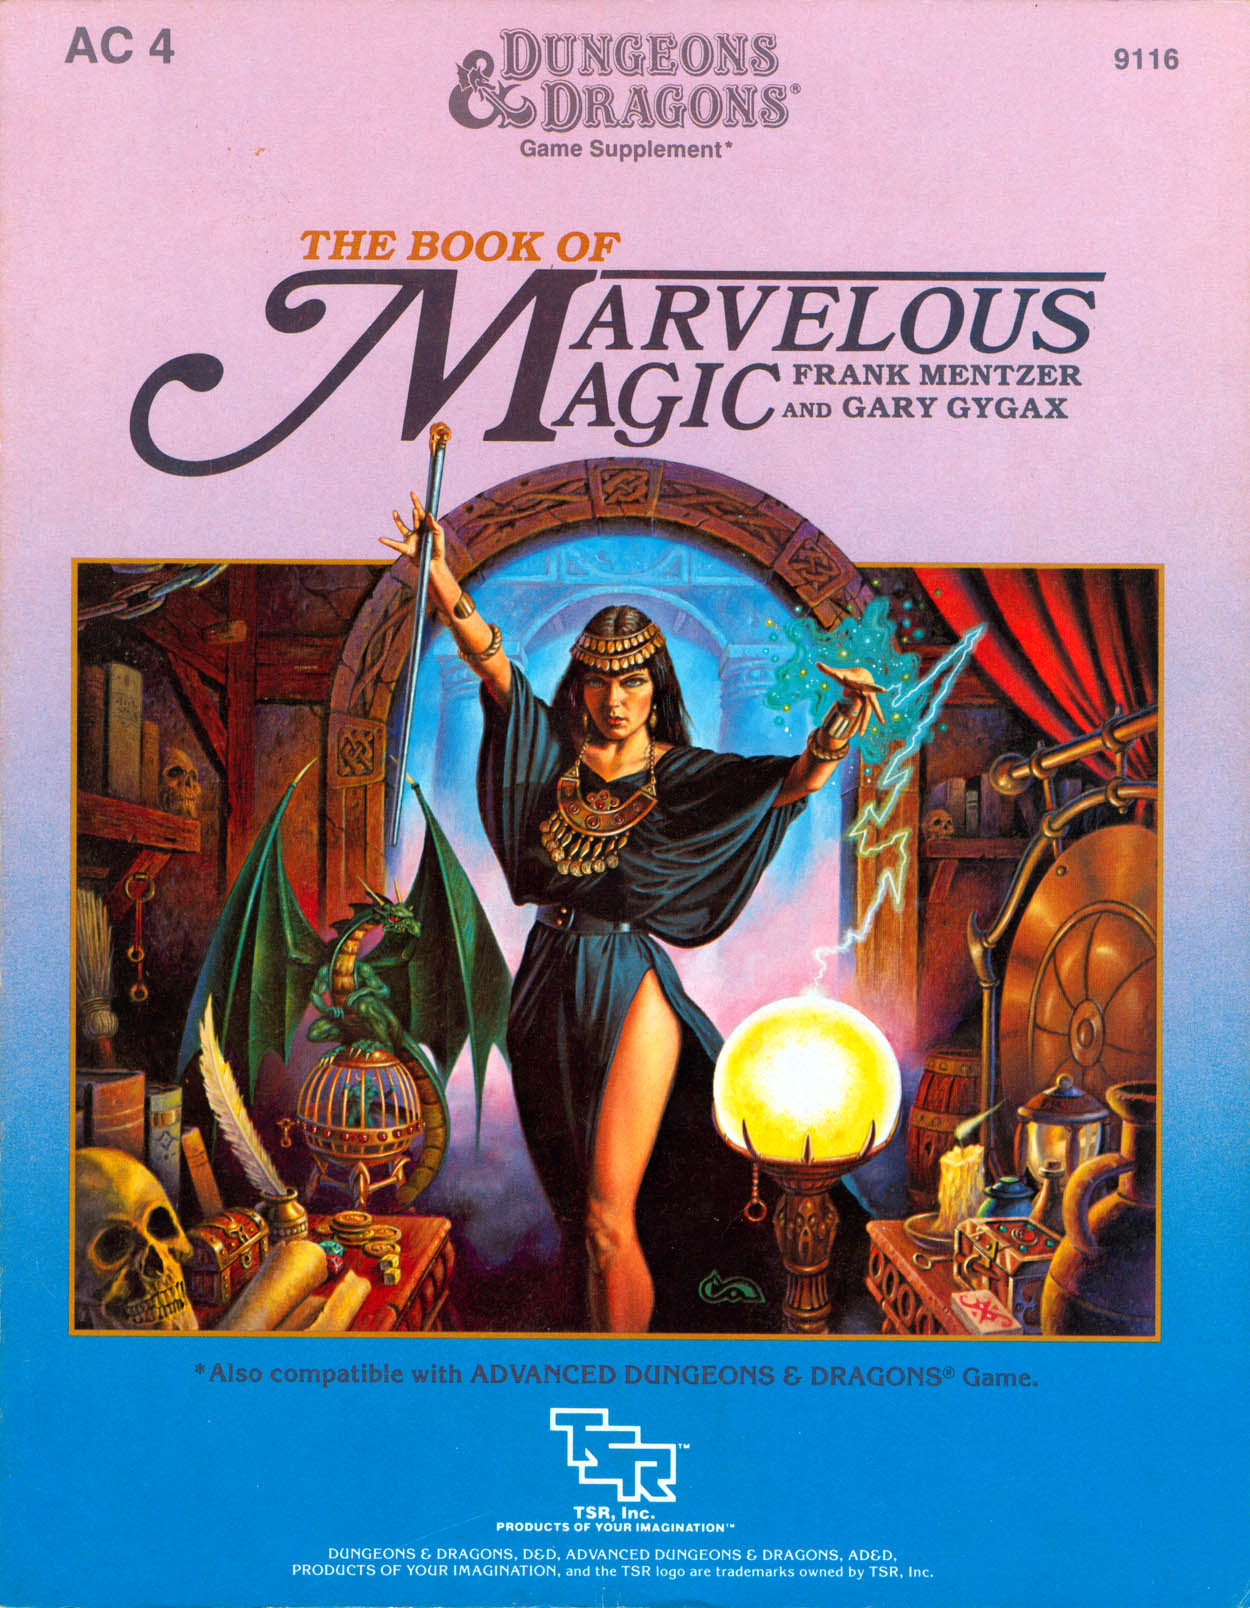 AC 4
DUNGEONS
& DRAGONS®
9116
Game Supplement*
THE BOOK OF
MARVELOUS
MAGIC
FRANK MENTZER
AND GARY GYGAX
*Also compatible with ADVANCED DUNGEONS & DRAGONS® Game.
TSR™
TSR, Inc.
PRODUCTS OF YOUR IMAGINATION™
DUNGEONS & DRAGONS, D&D, ADVANCED DUNGEONS & DRAGONS, AD&D,
PRODUCTS OF YOUR IMAGINATION, and the TSR logo are trademarks owned by TSR, Inc.